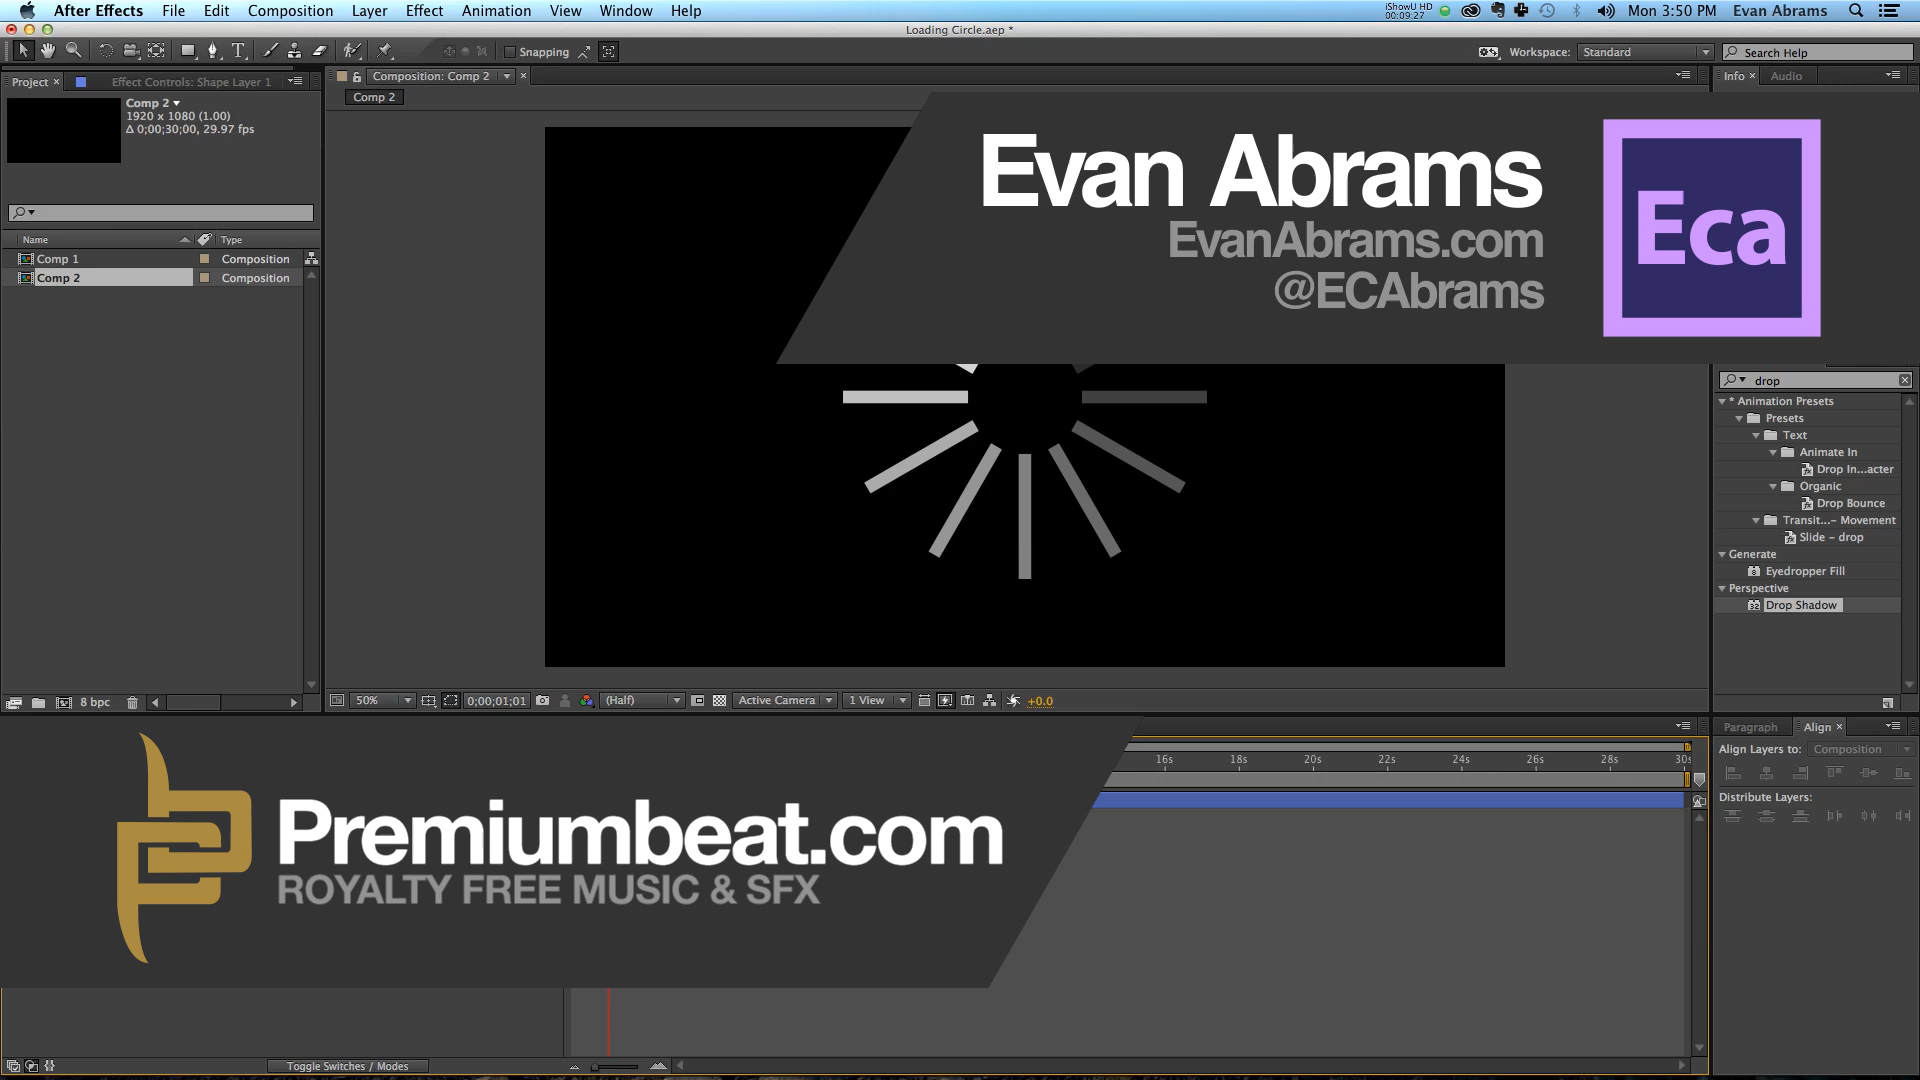 After Effects File Edit Composition Layer Effect Animation View Window Help
iShowU HD
00:09:27
Mon 3:50 PM Evan Abrams
Loading Circle.aep *
T Snapping
Workspace: Standard
Search Help
Project × Effect Controls: Shape Layer 1
Composition: Comp 2 ×
Info × Audio
Comp 2
1920 x 1080 (1.00)
Δ 0;00;30;00, 29.97 fps
Comp 2
Evan Abrams
EvanAbrams.com
@ECAbrams
Eca
Name Type
Comp 1 Composition
Comp 2 Composition
drop
* Animation Presets
Presets
Text
Animate In
Drop In...acter
Organic
Drop Bounce
Transit...- Movement
Slide – drop
Generate
Eyedropper Fill
Perspective
32 Drop Shadow
8 bpc
50% 0;00;01;01 (Half) Active Camera 1 View +0.0
Paragraph Align ×
Align Layers to: Composition
Distribute Layers:
16s 18s 20s 22s 24s 26s 28s 30s
Premiumbeat.com
ROYALTY FREE MUSIC & SFX
Toggle Switches / Modes